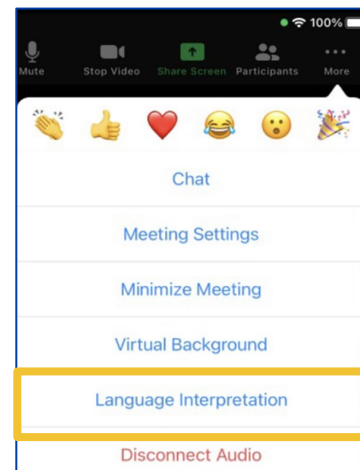 100%
Mute Stop Video Share Screen Participants More
Chat
Meeting Settings
Minimize Meeting
Virtual Background
Language Interpretation
Disconnect Audio